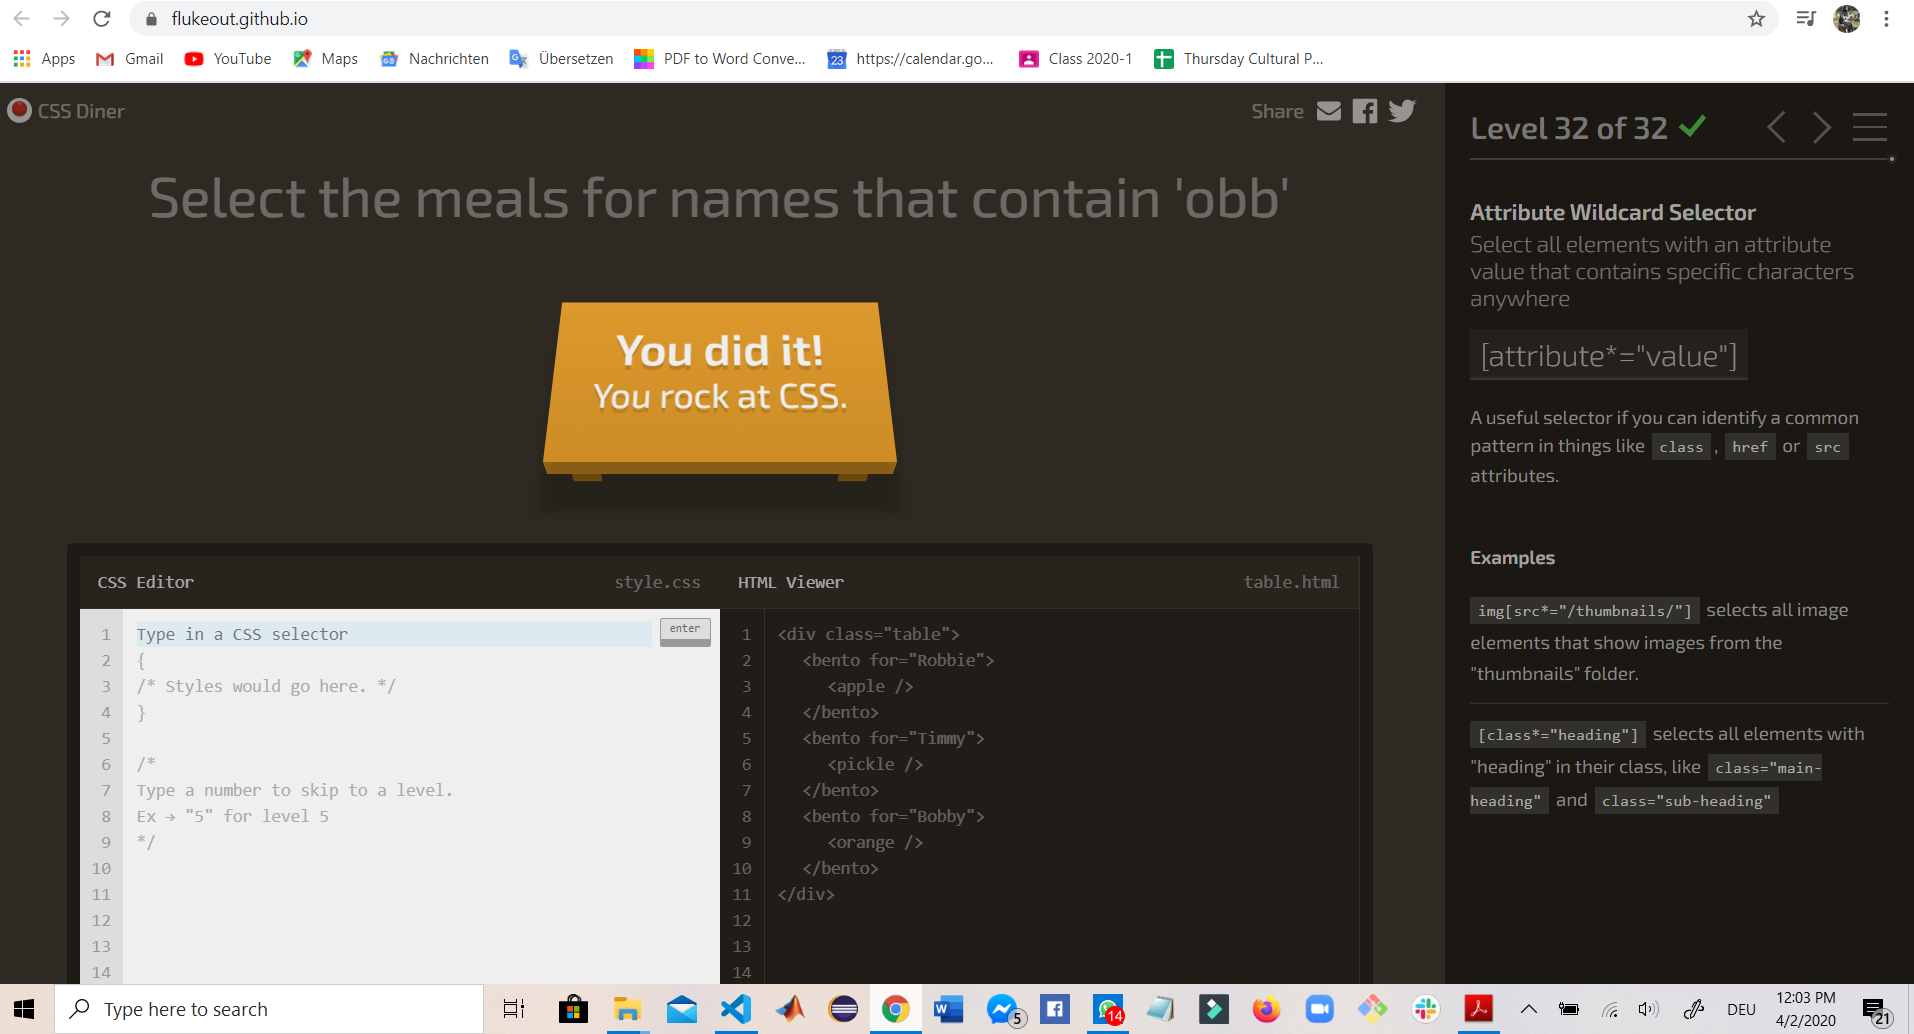 flukeout.github.io
Apps
Gmail
YouTube
Maps
Nachrichten
Übersetzen
PDF to Word Conve...
23
https://calendar.go...
Class 2020-1
Thursday Cultural P...
CSS Diner
Share
Level 32 of 32
Select the meals for names that contain 'obb'
You did it!
You rock at CSS.
Attribute Wildcard Selector
Select all elements with an attribute
value that contains specific characters
anywhere
[attribute*="value"]
A useful selector if you can identify a common
pattern in things like class , href or src
attributes.
Examples
img[src*="/thumbnails/"] selects all image
elements that show images from the
"thumbnails" folder.
[class*="heading"] selects all elements with
"heading" in their class, like class="main-
heading" and class="sub-heading"
CSS Editor
style.css
1 Type in a CSS selector
enter
2 {
3 /* Styles would go here. */
4 }
5
6 /*
7 Type a number to skip to a level.
8 Ex → "5" for level 5
9 */
10
11
12
13
14
HTML Viewer
table.html
1 <div class="table">
2 <bento for="Robbie">
3 <apple />
4 </bento>
5 <bento for="Timmy">
6 <pickle />
7 </bento>
8 <bento for="Bobby">
9 <orange />
10 </bento>
11 </div>
12
13
14
Type here to search
5
14
DEU
12:03 PM
4/2/2020
21